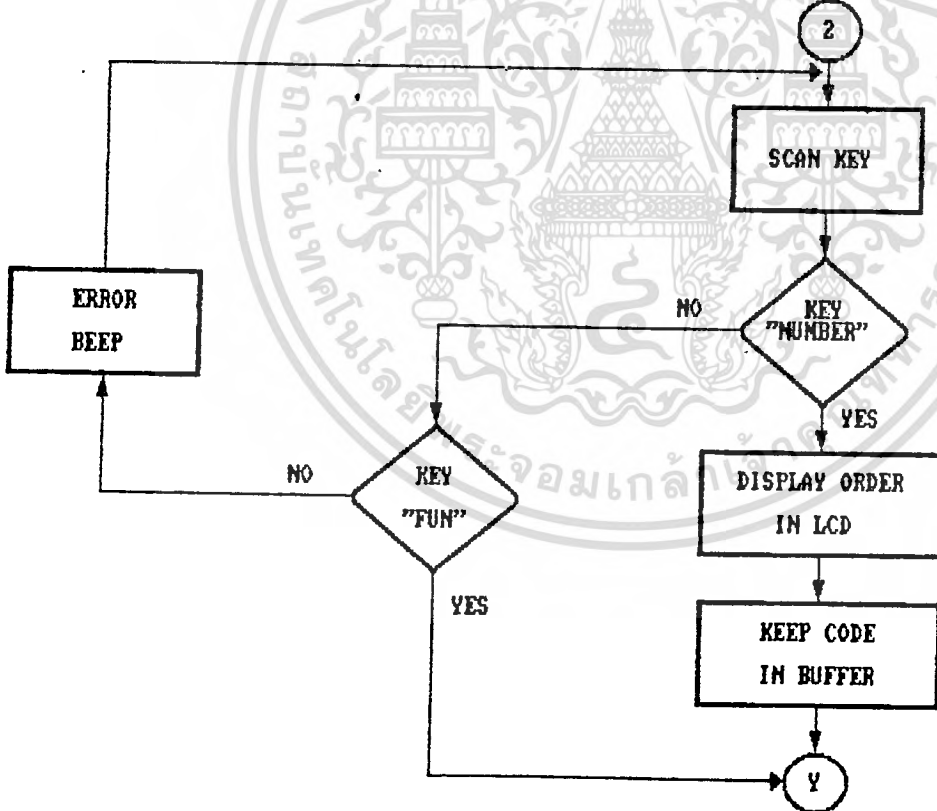 2
SCAN KEY
KEY
"NUMBER"
NO
YES
ERROR
BEEP
KEY
"FUN"
NO
YES
DISPLAY ORDER
IN LCD
KEEP CODE
IN BUFFER
Y